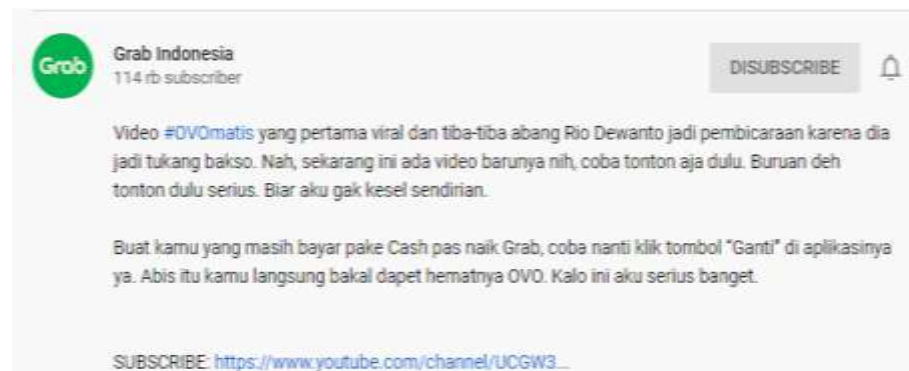 Grab
Grab Indonesia
114 rb subscriber
DISUBSCRIBE
Video #OVOmatis yang pertama viral dan tiba-tiba abang Rio Dewanto jadi pembicaraan karena dia
jadi tukang bakso. Nah, sekarang ini ada video barunya nih, coba tonton aja dulu. Buruan deh
tonton dulu serius. Biar aku gak kesel sendirian.
Buat kamu yang masih bayar pake Cash pas naik Grab, coba nanti klik tombol "Ganti" di aplikasinya
ya. Abis itu kamu langsung bakal dapet hematnya OVO. Kalo ini aku serius banget.
SUBSCRIBE: https://www.youtube.com/channel/UCGW3...